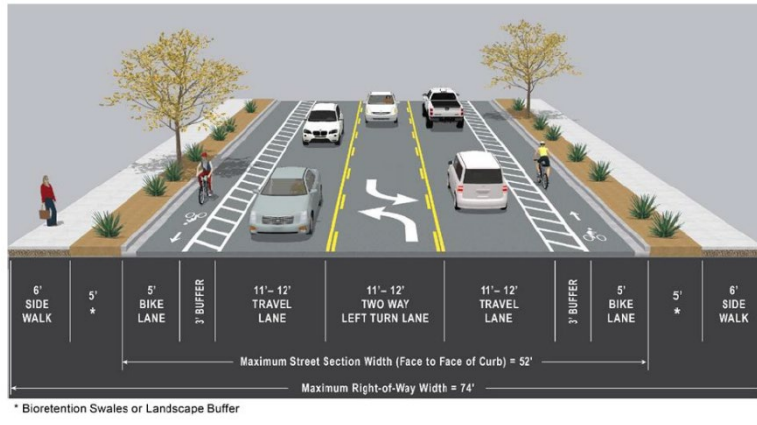 6'
SIDE
WALK
5'
*
5'
BIKE
LANE
3' BUFFER
11'– 12'
TRAVEL
LANE
11'– 12'
TWO WAY
LEFT TURN LANE
11'– 12'
TRAVEL
LANE
3' BUFFER
5'
BIKE
LANE
5'
*
6'
SIDE
WALK
Maximum Street Section Width (Face to Face of Curb) = 52'
Maximum Right-of-Way Width = 74'
* Bioretention Swales or Landscape Buffer